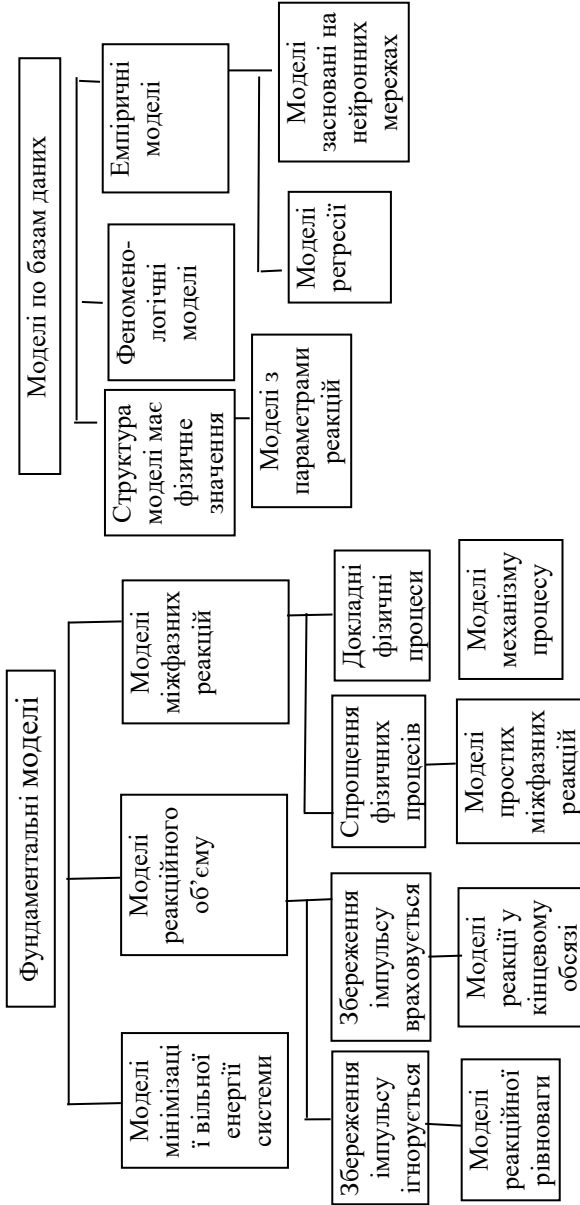 Фундаментальні моделі
Моделі
мінімізаці
ї вільної
енергії
системи
Моделі
реакційного
об’єму
Моделі
міжфазних
реакцій
Збереження
імпульсу
ігнорується
Збереження
імпульсу
враховується
Спрощення
фізичних
процесів
Докладні
фізичні
процеси
Моделі
реакційної
рівноваги
Моделі
реакції у
кінцевому
обсязі
Моделі
простих
міжфазних
реакцій
Моделі
механізму
процесу
Моделі по базам даних
Структура
моделі має
фізичне
значення
Феномено-
логічні
моделі
Емпіричні
моделі
Моделі з
параметрами
реакцій
Моделі
регресії
Моделі
засновані на
нейронних
мережах